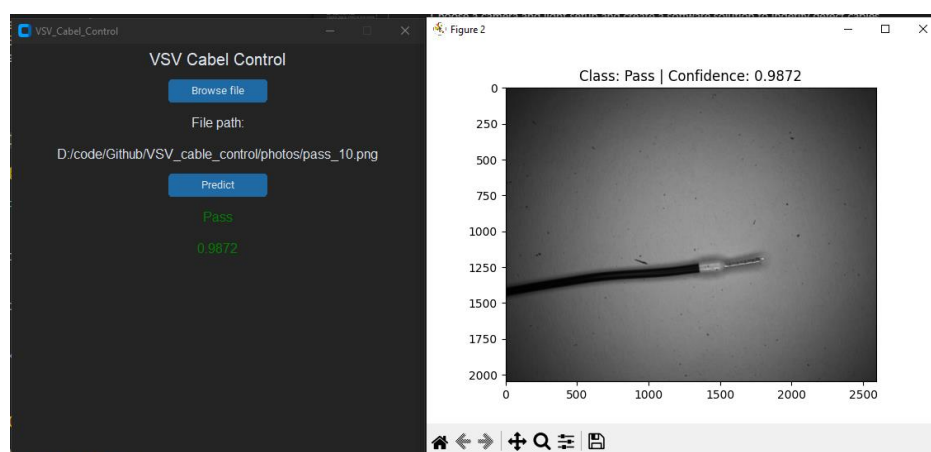 VSV_Cabel_Control
VSV Cabel Control
Browse file
File path:
D:/code/Github/VSV_cable_control/photos/pass_10.png
Predict
Pass
0.9872
Figure 2
Class: Pass | Confidence: 0.9872
0
250
500
750
1000
1250
1500
1750
2000
0
500
1000
1500
2000
2500